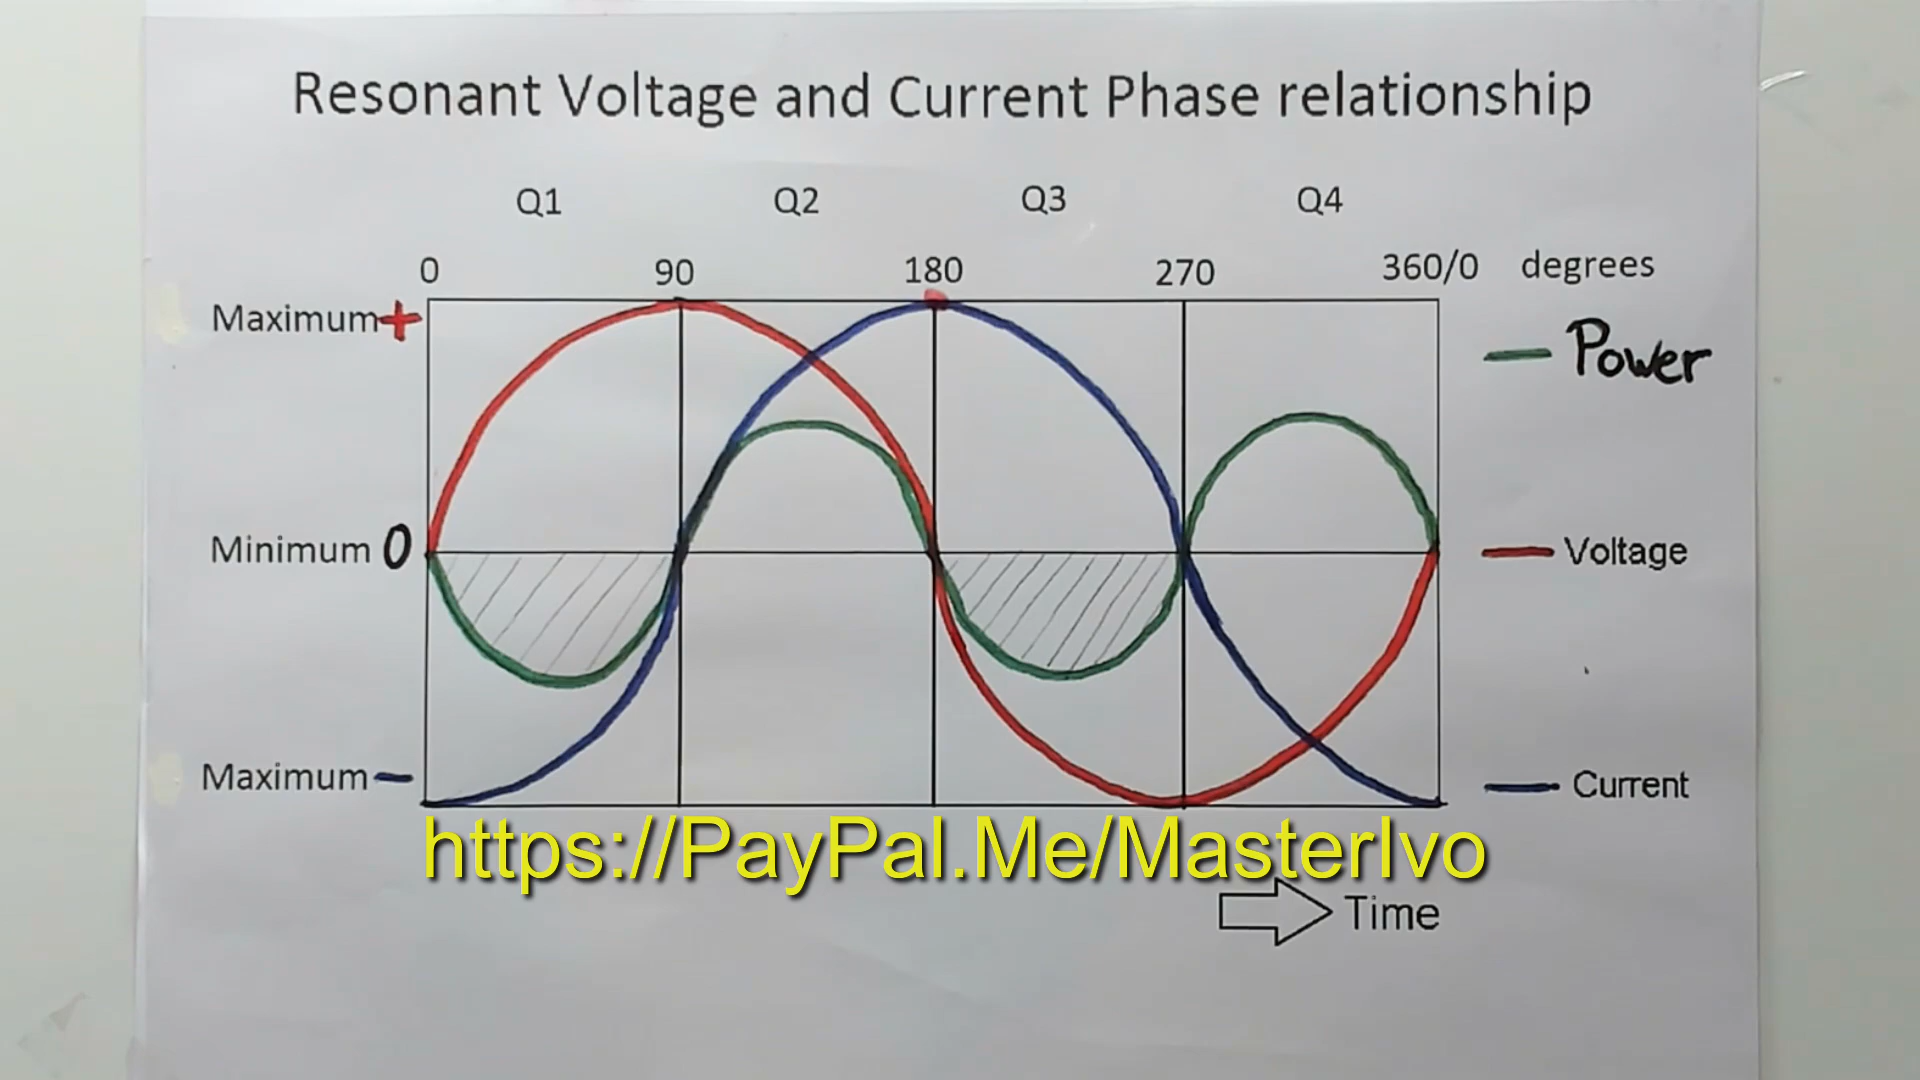 Resonant Voltage and Current Phase relationship
Q1 Q2 Q3 Q4
0 90 180 270 360/0 degrees
Maximum+
Power
Minimum 0
Voltage
Maximum-
Current
https://PayPal.Me/MasterIvo
Time